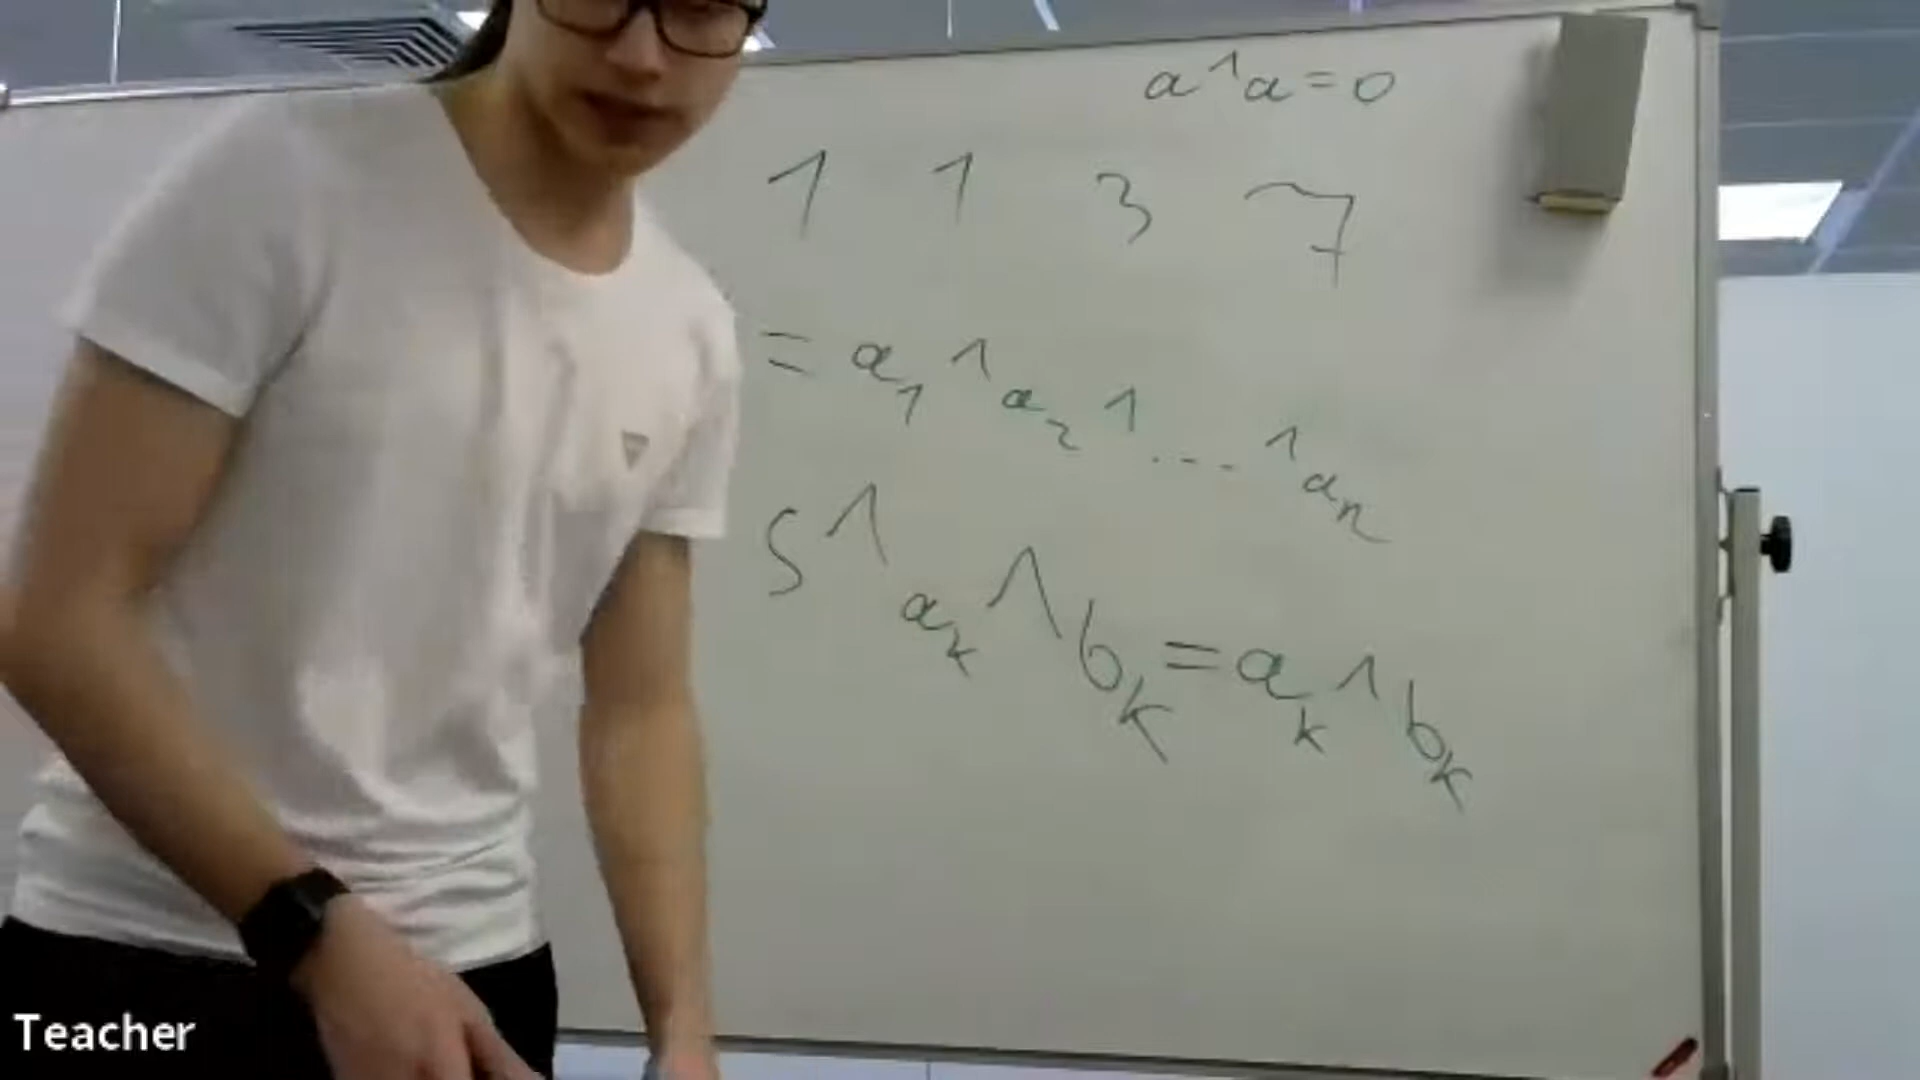 a^a=0
1 1 3 7
= a₁ ^ a₂ ^ ... ^ aₙ
S ^ aₖ ^ bₖ = aₖ ^ bₖ
Teacher